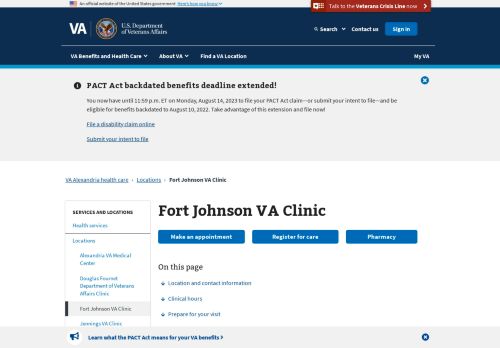 An official website of the United States government Here's how you know
Talk to the Veterans Crisis Line now
VA
U.S. Department
of Veterans Affairs
Search
Contact us
Sign in
VA Benefits and Health Care
About VA
Find a VA Location
My VA
PACT Act backdated benefits deadline extended!
You now have until 11:59 p.m. ET on Monday, August 14, 2023 to file your PACT Act claim—or submit your intent to file—and be
eligible for benefits backdated to August 10, 2022. Take advantage of this extension and file now!
File a disability claim online
Submit your intent to file
VA Alexandria health care › Locations › Fort Johnson VA Clinic
SERVICES AND LOCATIONS
Health services
Locations
Alexandria VA Medical
Center
Douglas Fournet
Department of Veterans
Affairs Clinic
Fort Johnson VA Clinic
Jennings VA Clinic
Fort Johnson VA Clinic
Make an appointment
Register for care
Pharmacy
On this page
Location and contact information
Clinical hours
Prepare for your visit
Learn what the PACT Act means for your VA benefits >